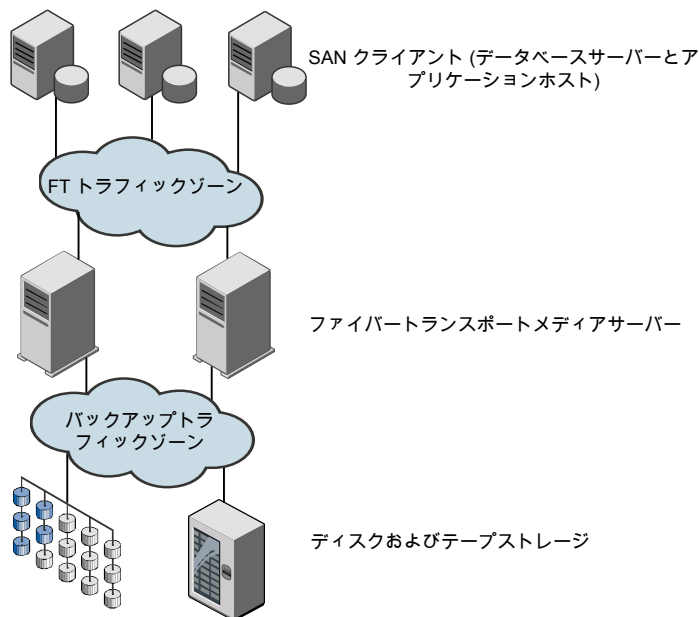 SAN クライアント (データベースサーバーとア
プリケーションホスト)
FT トラフィックゾーン
ファイバートランスポートメディアサーバー
バックアップトラ
フィックゾーン
ディスクおよびテープストレージ